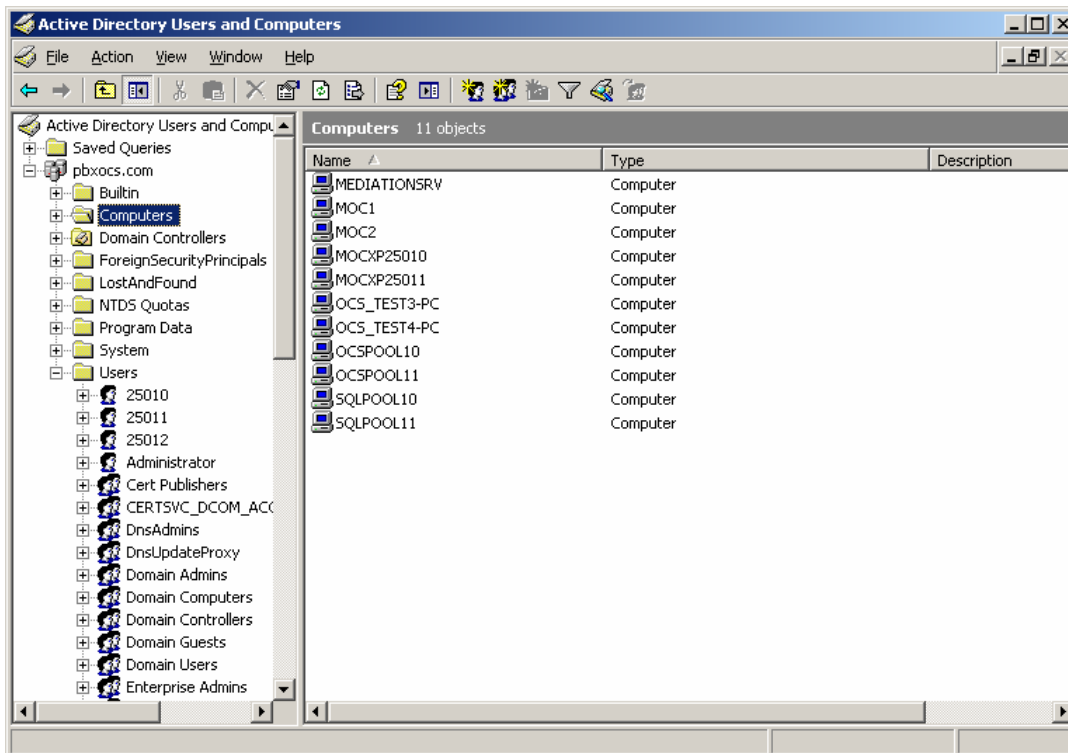 Active Directory Users and Computers
File Action View Window Help
Active Directory Users and Compu
Saved Queries
pbxocs.com
Builtin
Computers
Domain Controllers
ForeignSecurityPrincipals
LostAndFound
NTDS Quotas
Program Data
System
Users
25010
25011
25012
Administrator
Cert Publishers
CERTSVC_DCOM_ACC
DnsAdmins
DnsUpdateProxy
Domain Admins
Domain Computers
Domain Controllers
Domain Guests
Domain Users
Enterprise Admins
Computers 11 objects
Name Type Description
MEDIATIONSRV Computer
MOC1 Computer
MOC2 Computer
MOCXP25010 Computer
MOCXP25011 Computer
OCS_TEST3-PC Computer
OCS_TEST4-PC Computer
OCSPOOL10 Computer
OCSPOOL11 Computer
SQLPOOL10 Computer
SQLPOOL11 Computer